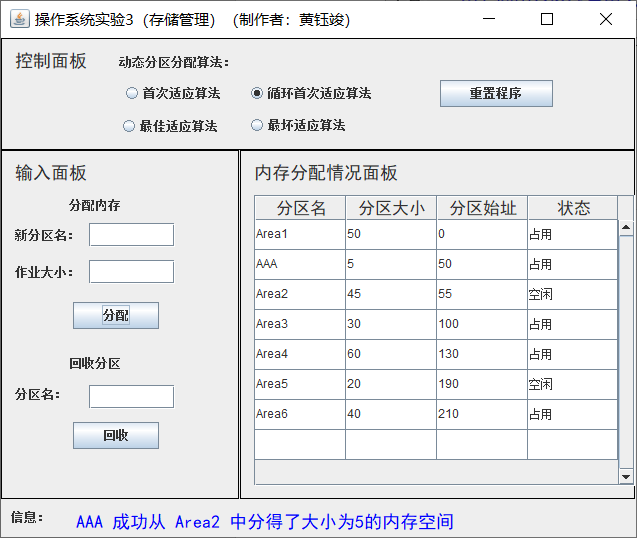 操作系统实验3（存储管理）（制作者：黄钰竣）
控制面板
动态分区分配算法：
首次适应算法 循环首次适应算法
最佳适应算法 最坏适应算法
重置程序
输入面板
分配内存
新分区名：
作业大小：
分配
回收分区
分区名：
回收
内存分配情况面板
分区名 分区大小 分区始址 状态
Area1 50 0 占用
AAA 5 50 占用
Area2 45 55 空闲
Area3 30 100 占用
Area4 60 130 占用
Area5 20 190 空闲
Area6 40 210 占用
信息： AAA 成功从 Area2 中分得了大小为5的内存空间